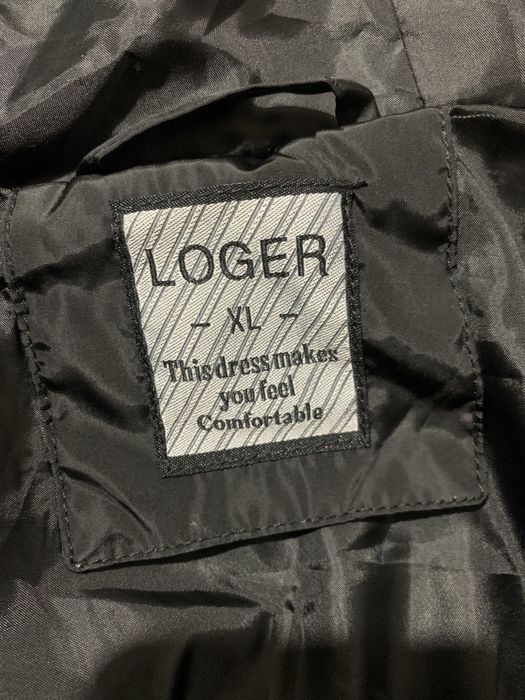 LOGER
- XL -
This dress makes
you feel
Comfortable